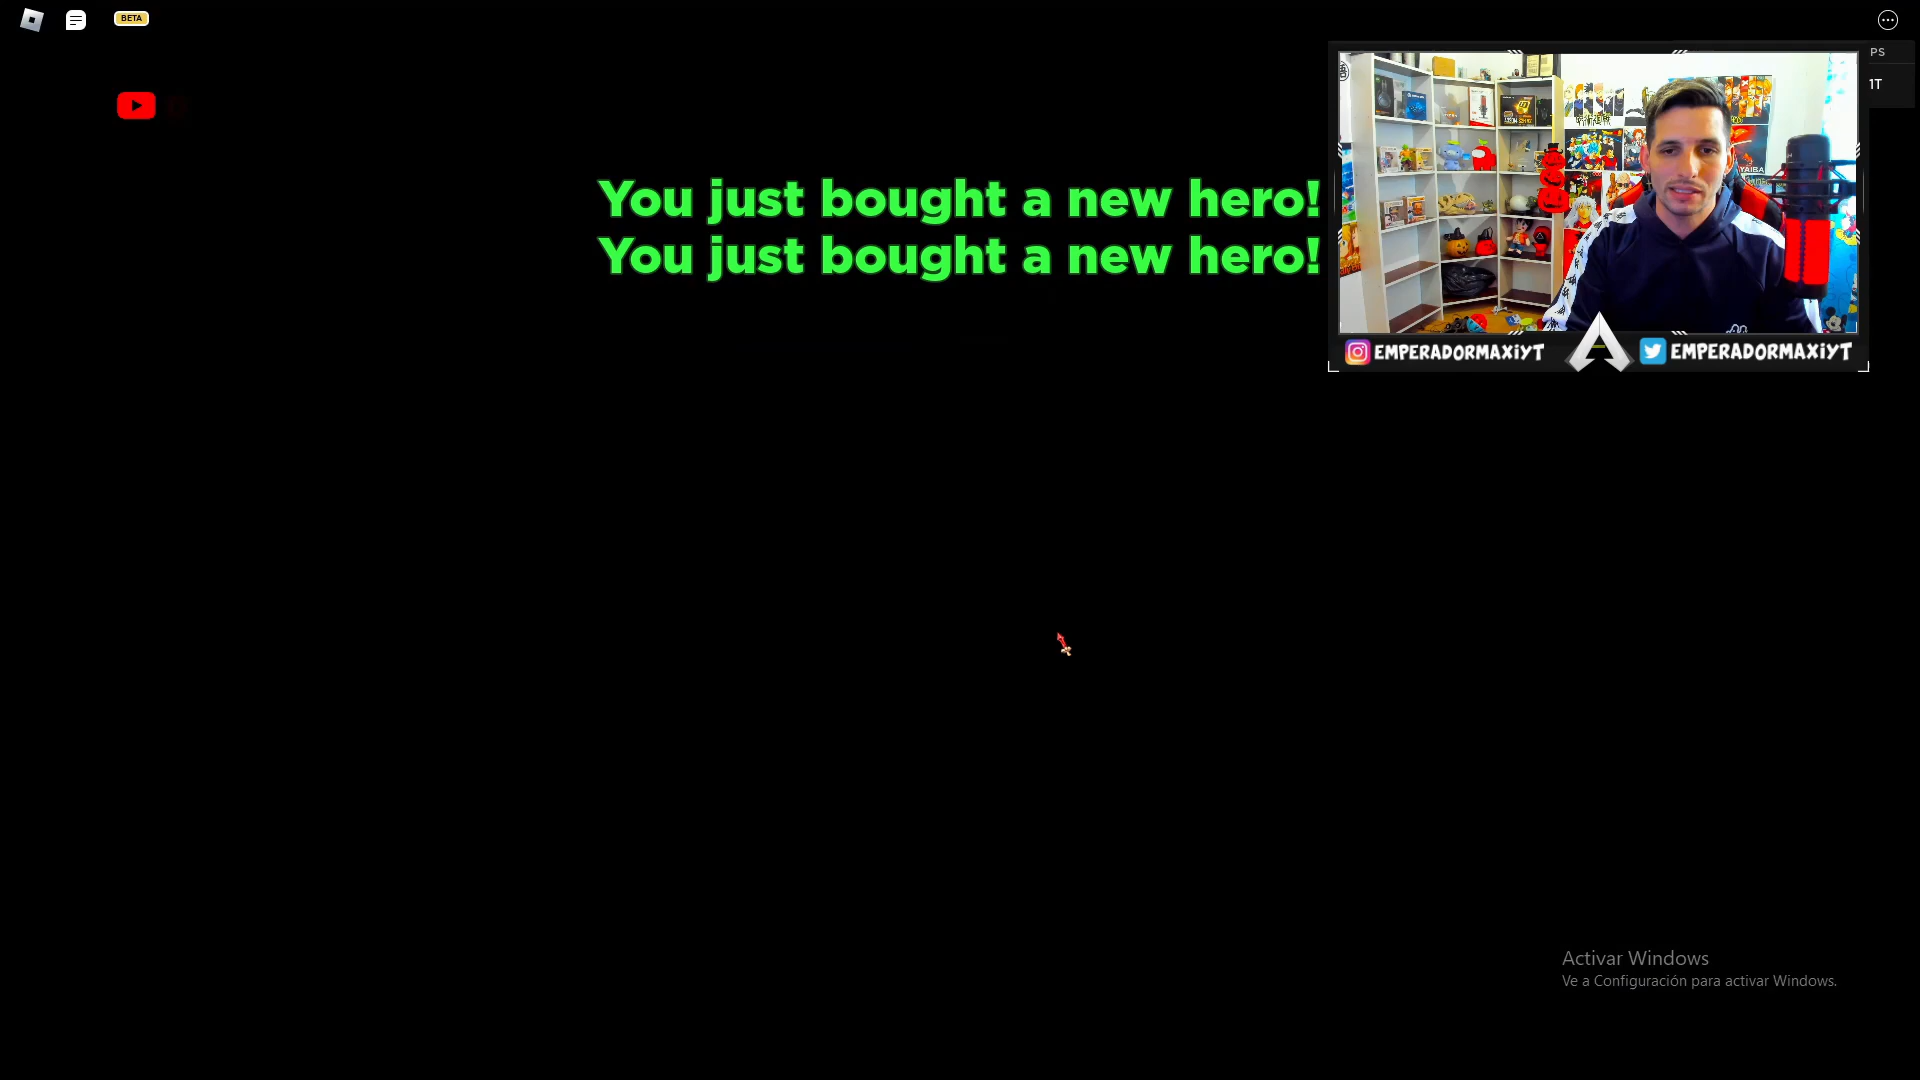 BETA
PS
1T
You just bought a new hero!
You just bought a new hero!
YAIBA
EMPERADORMAXiYT
EMPERADORMAXiYT
Activar Windows
Ve a Configuración para activar Windows.